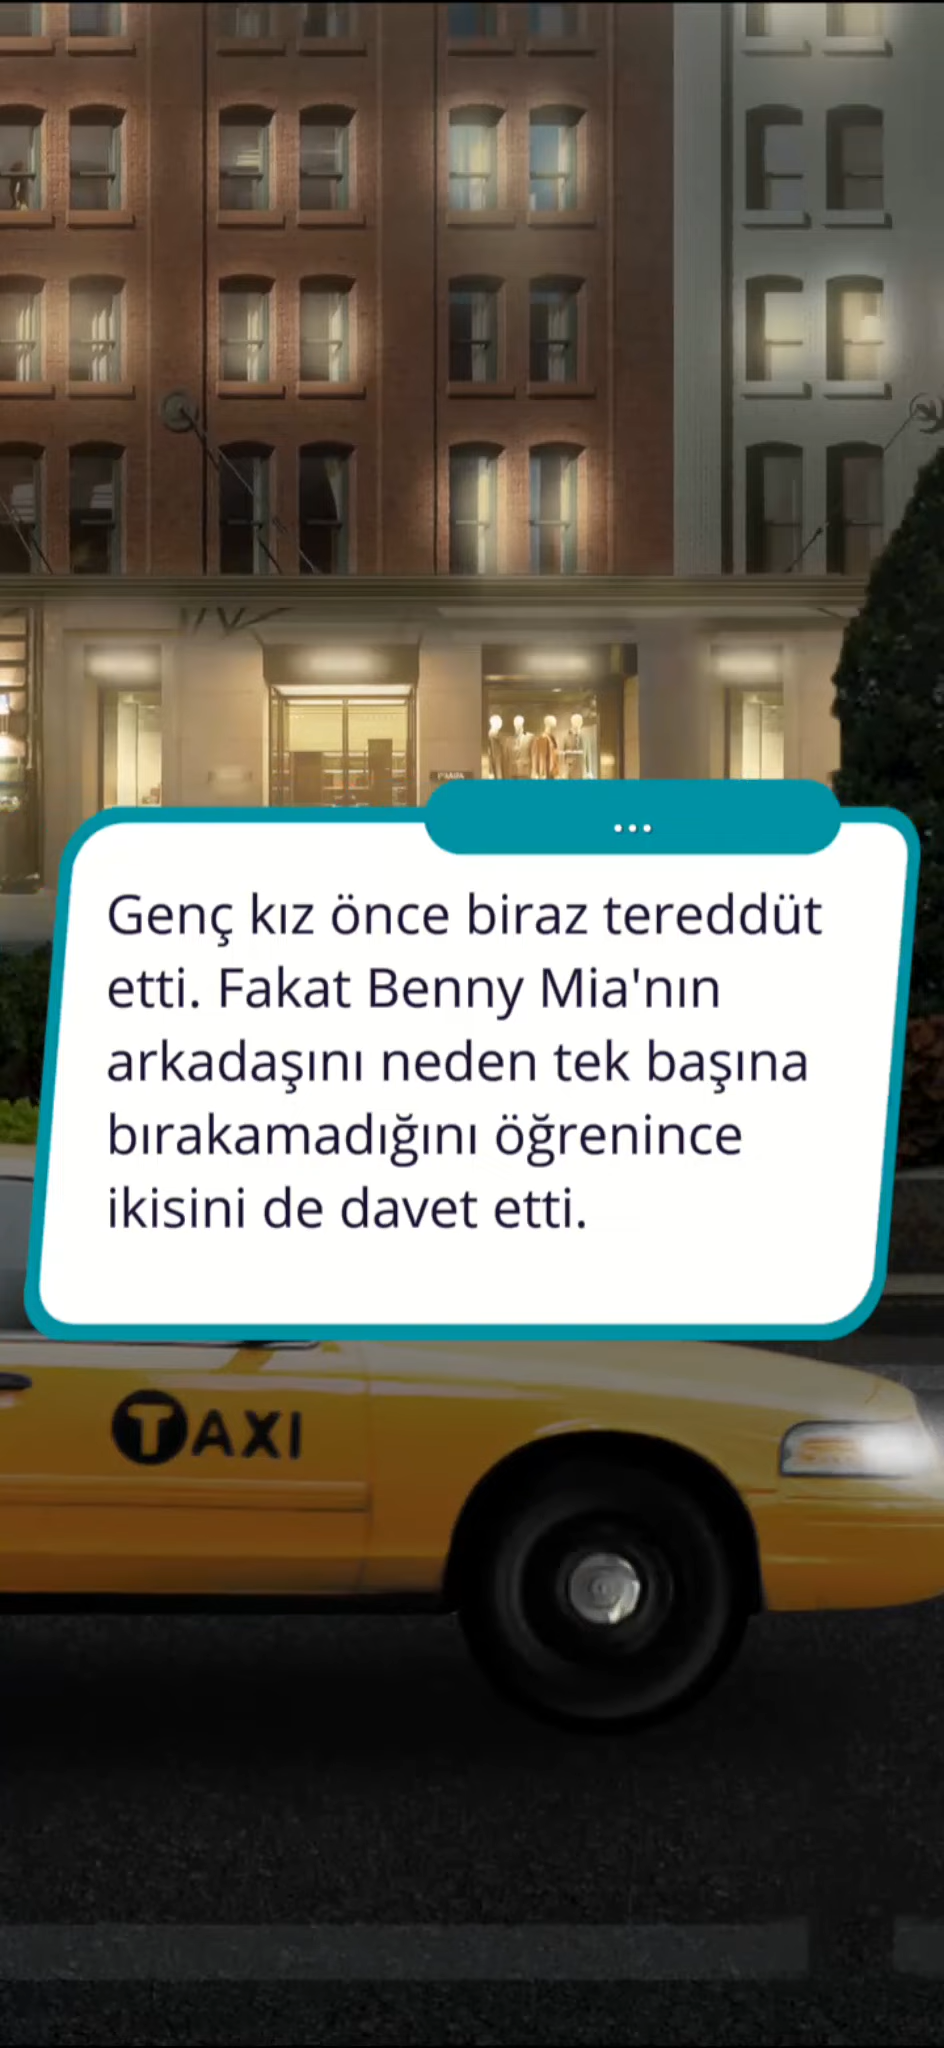 ...
Genç kız önce biraz tereddüt
etti. Fakat Benny Mia'nın
arkadaşını neden tek başına
bırakamadığını öğrenince
ikisini de davet etti.
TAXI